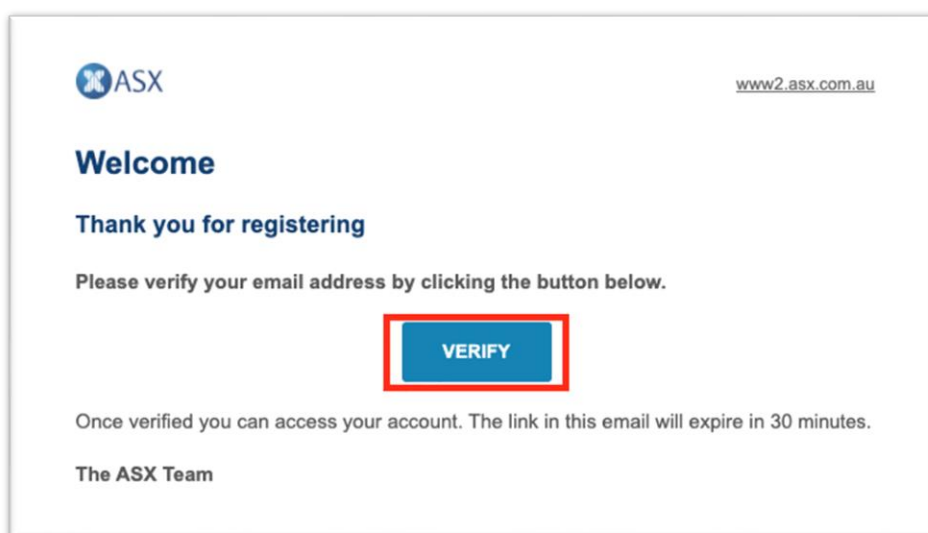 ASX
www2.asx.com.au
Welcome
Thank you for registering
Please verify your email address by clicking the button below.
VERIFY
Once verified you can access your account. The link in this email will expire in 30 minutes.
The ASX Team